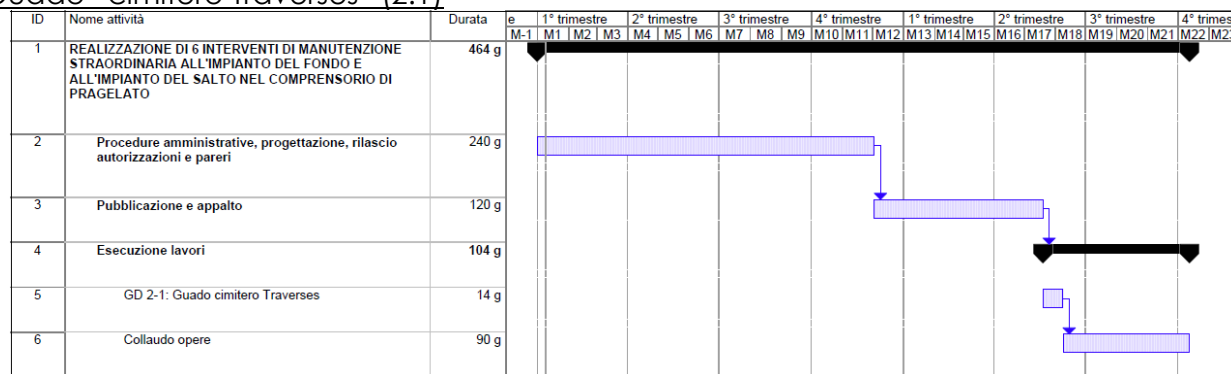 Guado "Cimitero Traverses" (2.1)
ID Nome attività Durata e 1° trimestre 2° trimestre 3° trimestre 4° trimestre 1° trimestre 2° trimestre 3° trimestre 4° trimes
M-1 M1 M2 M3 M4 M5 M6 M7 M8 M9 M10 M11 M12 M13 M14 M15 M16 M17 M18 M19 M20 M21 M22 M23
1 REALIZZAZIONE DI 6 INTERVENTI DI MANUTENZIONE 464 g
STRAORDINARIA ALL'IMPIANTO DEL FONDO E
ALL'IMPIANTO DEL SALTO NEL COMPRENSORIO DI
PRAGELATO
2 Procedure amministrative, progettazione, rilascio 240 g
autorizzazioni e pareri
3 Pubblicazione e appalto 120 g
4 Esecuzione lavori 104 g
5 GD 2-1: Guado cimitero Traverses 14 g
6 Collaudo opere 90 g